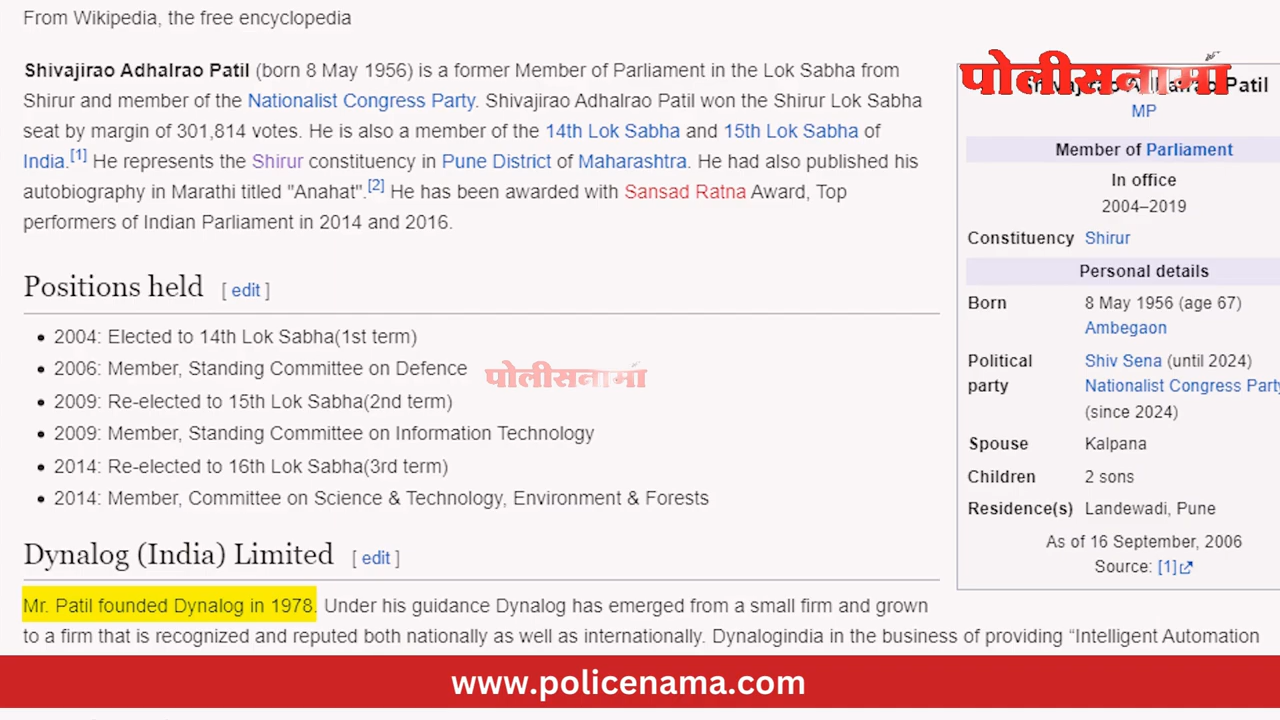 From Wikipedia, the free encyclopedia
Shivajirao Adhalrao Patil (born 8 May 1956) is a former Member of Parliament in the Lok Sabha from
Shirur and member of the Nationalist Congress Party. Shivajirao Adhalrao Patil won the Shirur Lok Sabha
seat by margin of 301,814 votes. He is also a member of the 14th Lok Sabha and 15th Lok Sabha of
India.[1] He represents the Shirur constituency in Pune District of Maharashtra. He had also published his
autobiography in Marathi titled "Anahat".[2] He has been awarded with Sansad Ratna Award, Top
performers of Indian Parliament in 2014 and 2016.
Positions held [ edit ]
• 2004: Elected to 14th Lok Sabha(1st term)
• 2006: Member, Standing Committee on Defence
• 2009: Re-elected to 15th Lok Sabha(2nd term)
• 2009: Member, Standing Committee on Information Technology
• 2014: Re-elected to 16th Lok Sabha(3rd term)
• 2014: Member, Committee on Science & Technology, Environment & Forests
पोलीसनामा
Dynalog (India) Limited [ edit ]
Mr. Patil founded Dynalog in 1978. Under his guidance Dynalog has emerged from a small firm and grown
to a firm that is recognized and reputed both nationally as well as internationally. Dynalogindia in the business of providing “Intelligent Automation
पोलीसनामा
Patil
MP
Member of Parliament
In office
2004–2019
Constituency Shirur
Personal details
Born 8 May 1956 (age 67)
Ambegaon
Political party Shiv Sena (until 2024)
Nationalist Congress Party
(since 2024)
Spouse Kalpana
Children 2 sons
Residence(s) Landewadi, Pune
As of 16 September, 2006
Source: [1]
www.policenama.com